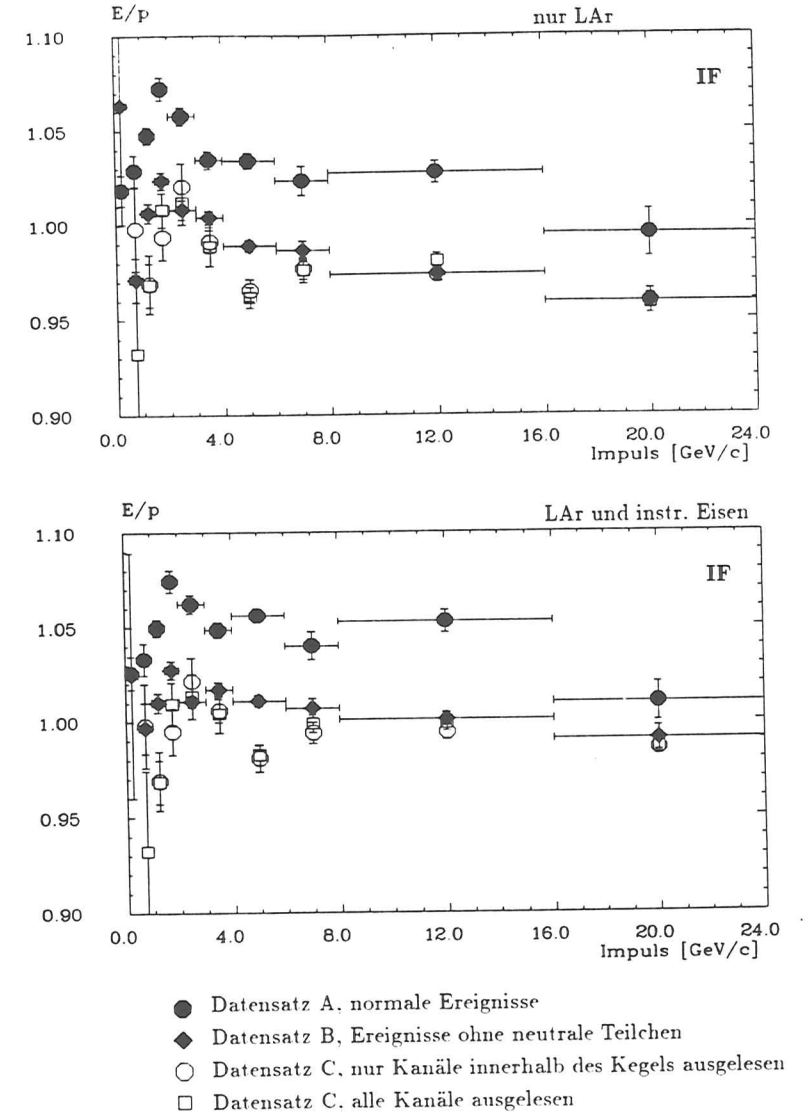 E/p
nur LAr
1.10
IF
1.05
1.00
0.95
0.90
0.0 4.0 8.0 12.0 16.0 20.0 24.0
Impuls [GeV/c]
E/p
LAr und instr. Eisen
1.10
IF
1.05
1.00
0.95
0.90
0.0 4.0 8.0 12.0 16.0 20.0 24.0
Impuls [GeV/c]
Datensatz A, normale Ereignisse
Datensatz B, Ereignisse ohne neutrale Teilchen
Datensatz C, nur Kanäle innerhalb des Kegels ausgelesen
Datensatz C, alle Kanäle ausgelesen